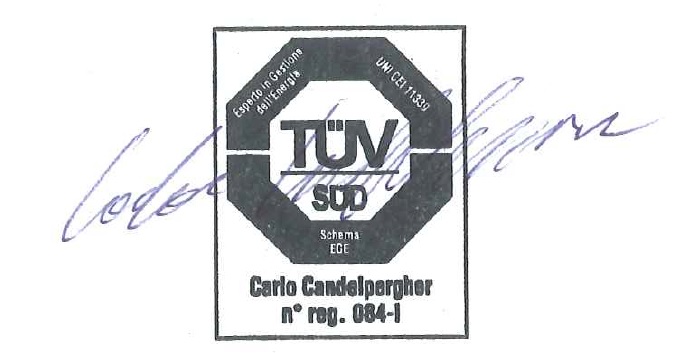 Esperto in Gestione
dell'Energia
UNI CEI 11339
TÜV
SÜD
Schema
EGE
Carlo Candelpergher
n° reg. 084-I